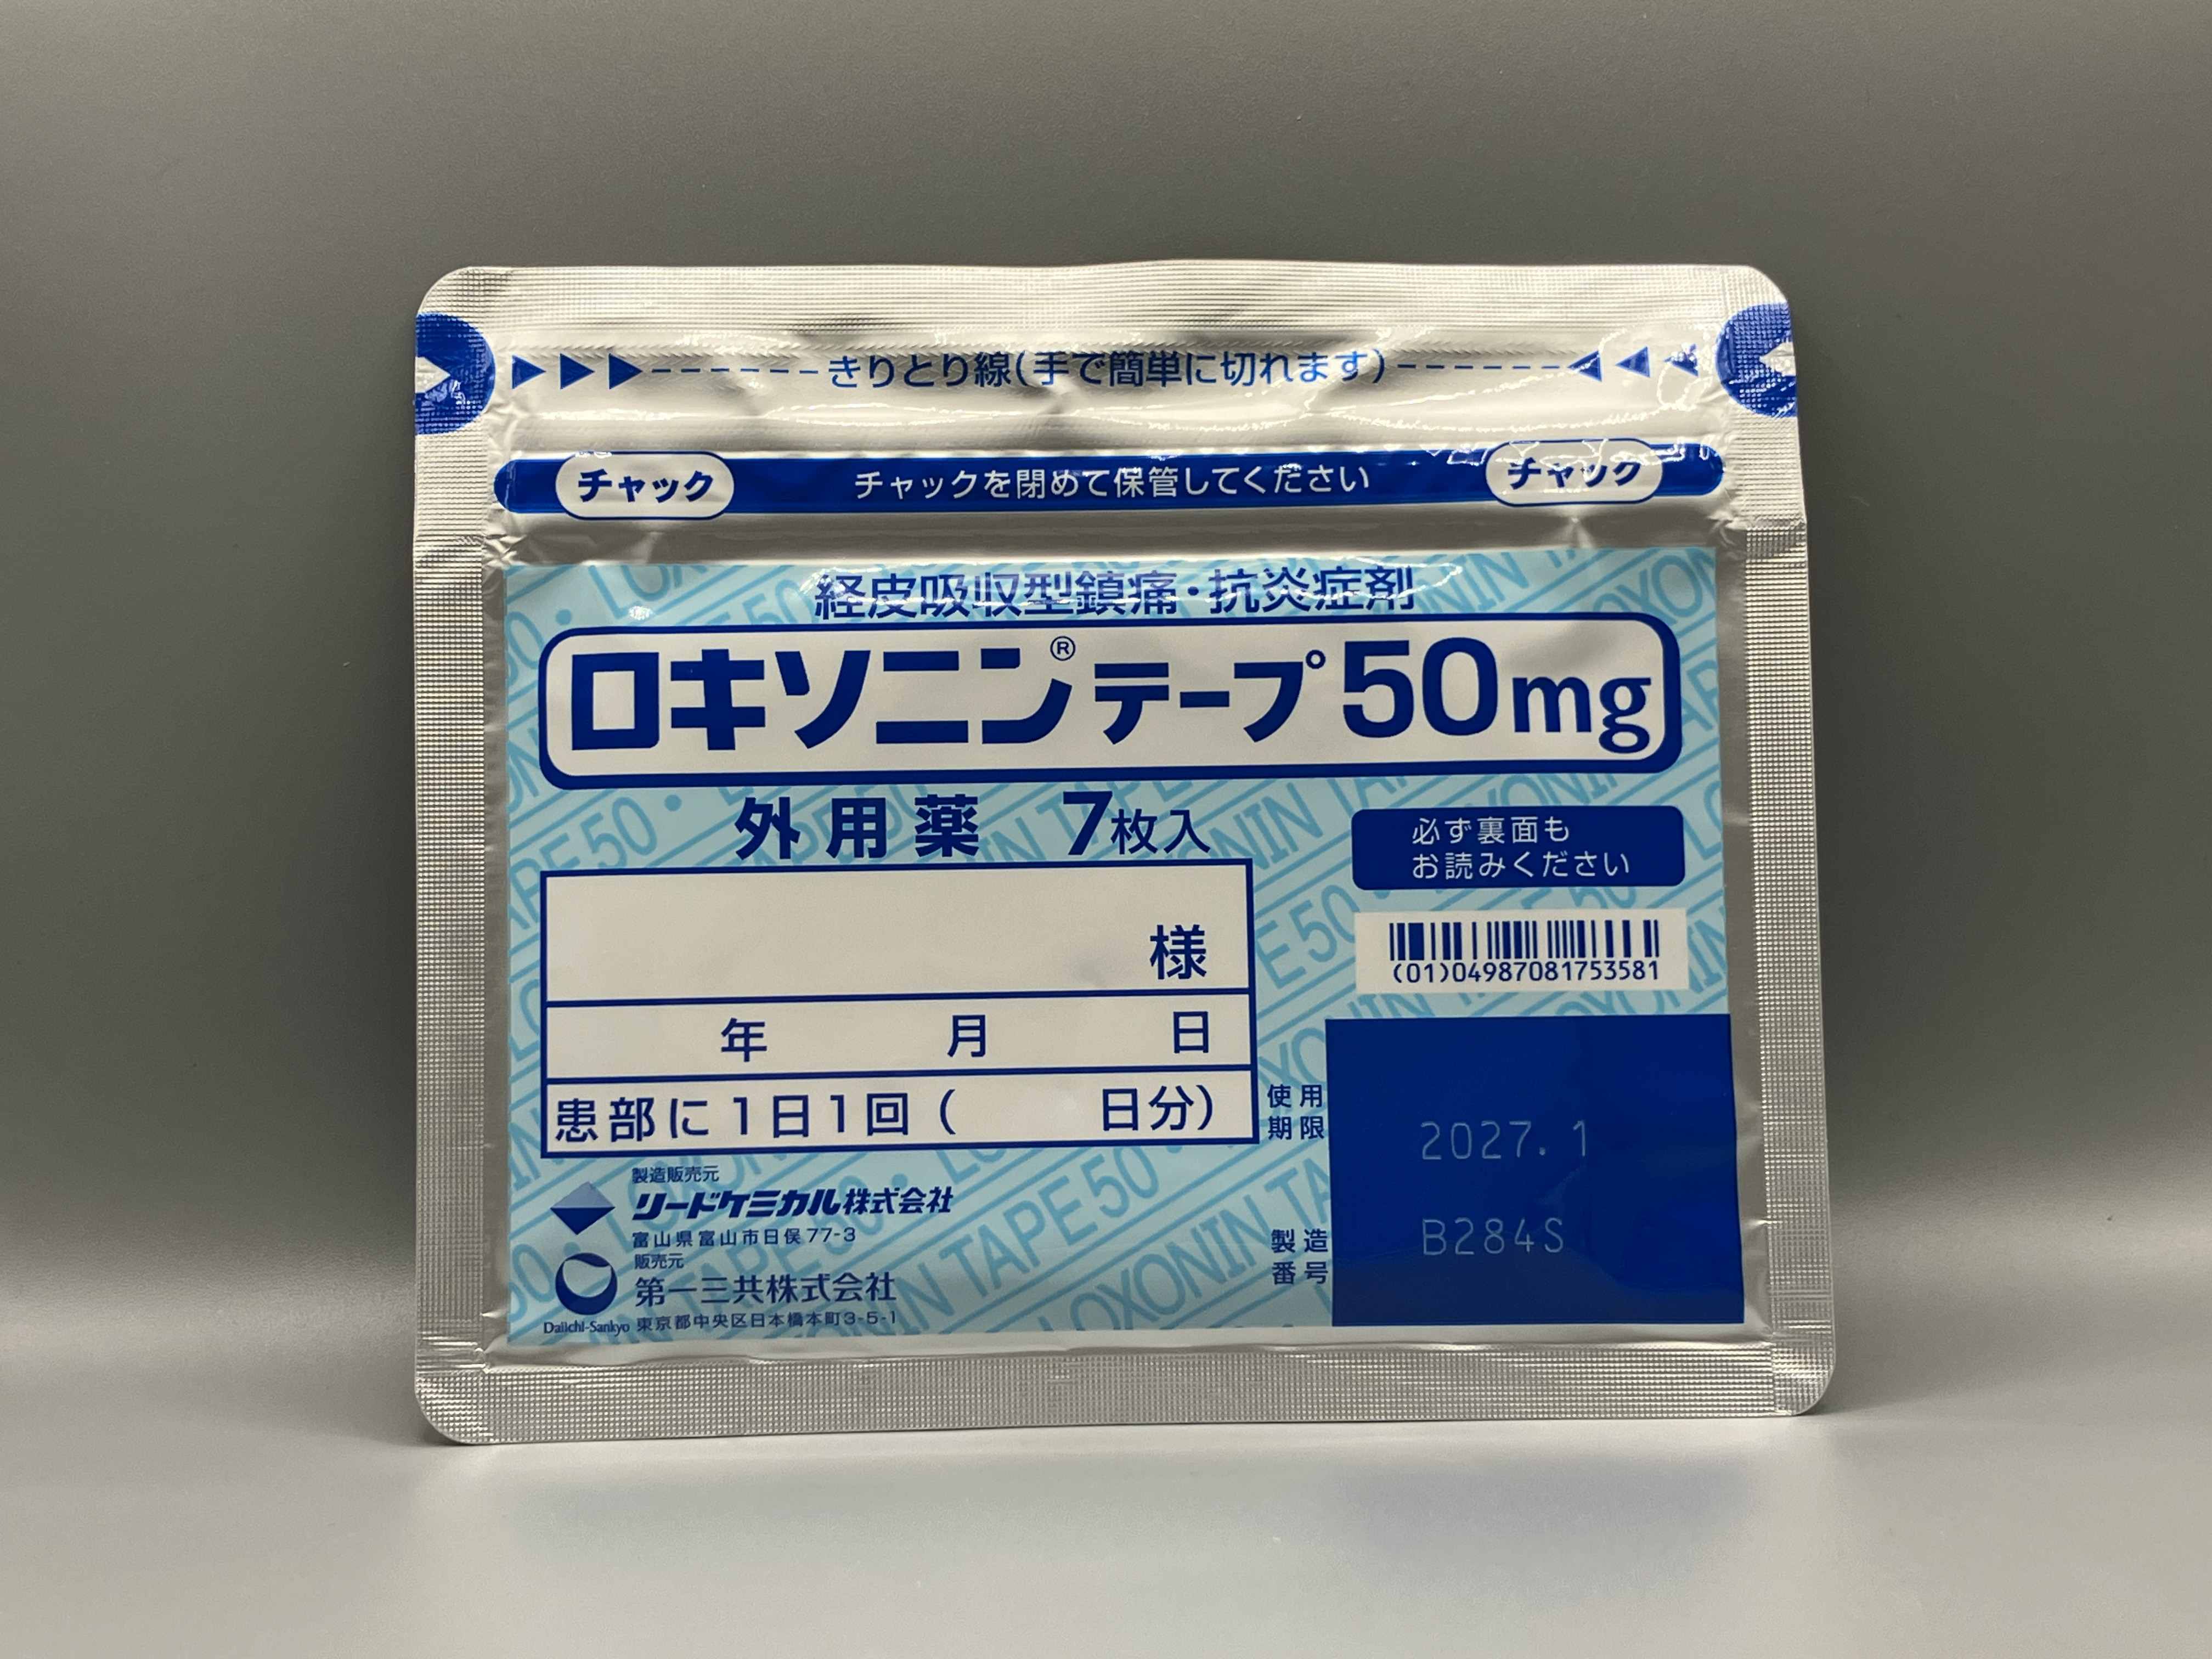 きりとり線(手で簡単に切れます)
チャック チャックを閉めて保管してください チャック
経皮吸収型鎮痛・抗炎症剤
ロキソニン®テープ50mg
外用薬 7枚入
必ず裏面も
お読みください
様
年 月 日
患部に1日1回( 日分)
(01)04987081753581
使用
期限
2027.1
製造
番号
B284S
製造販売元
リードケミカル株式会社
富山県富山市日俣77-3
販売元
第一三共株式会社
Daiichi-Sankyo 東京都中央区日本橋本町3-5-1
LOXONIN TAPE50・